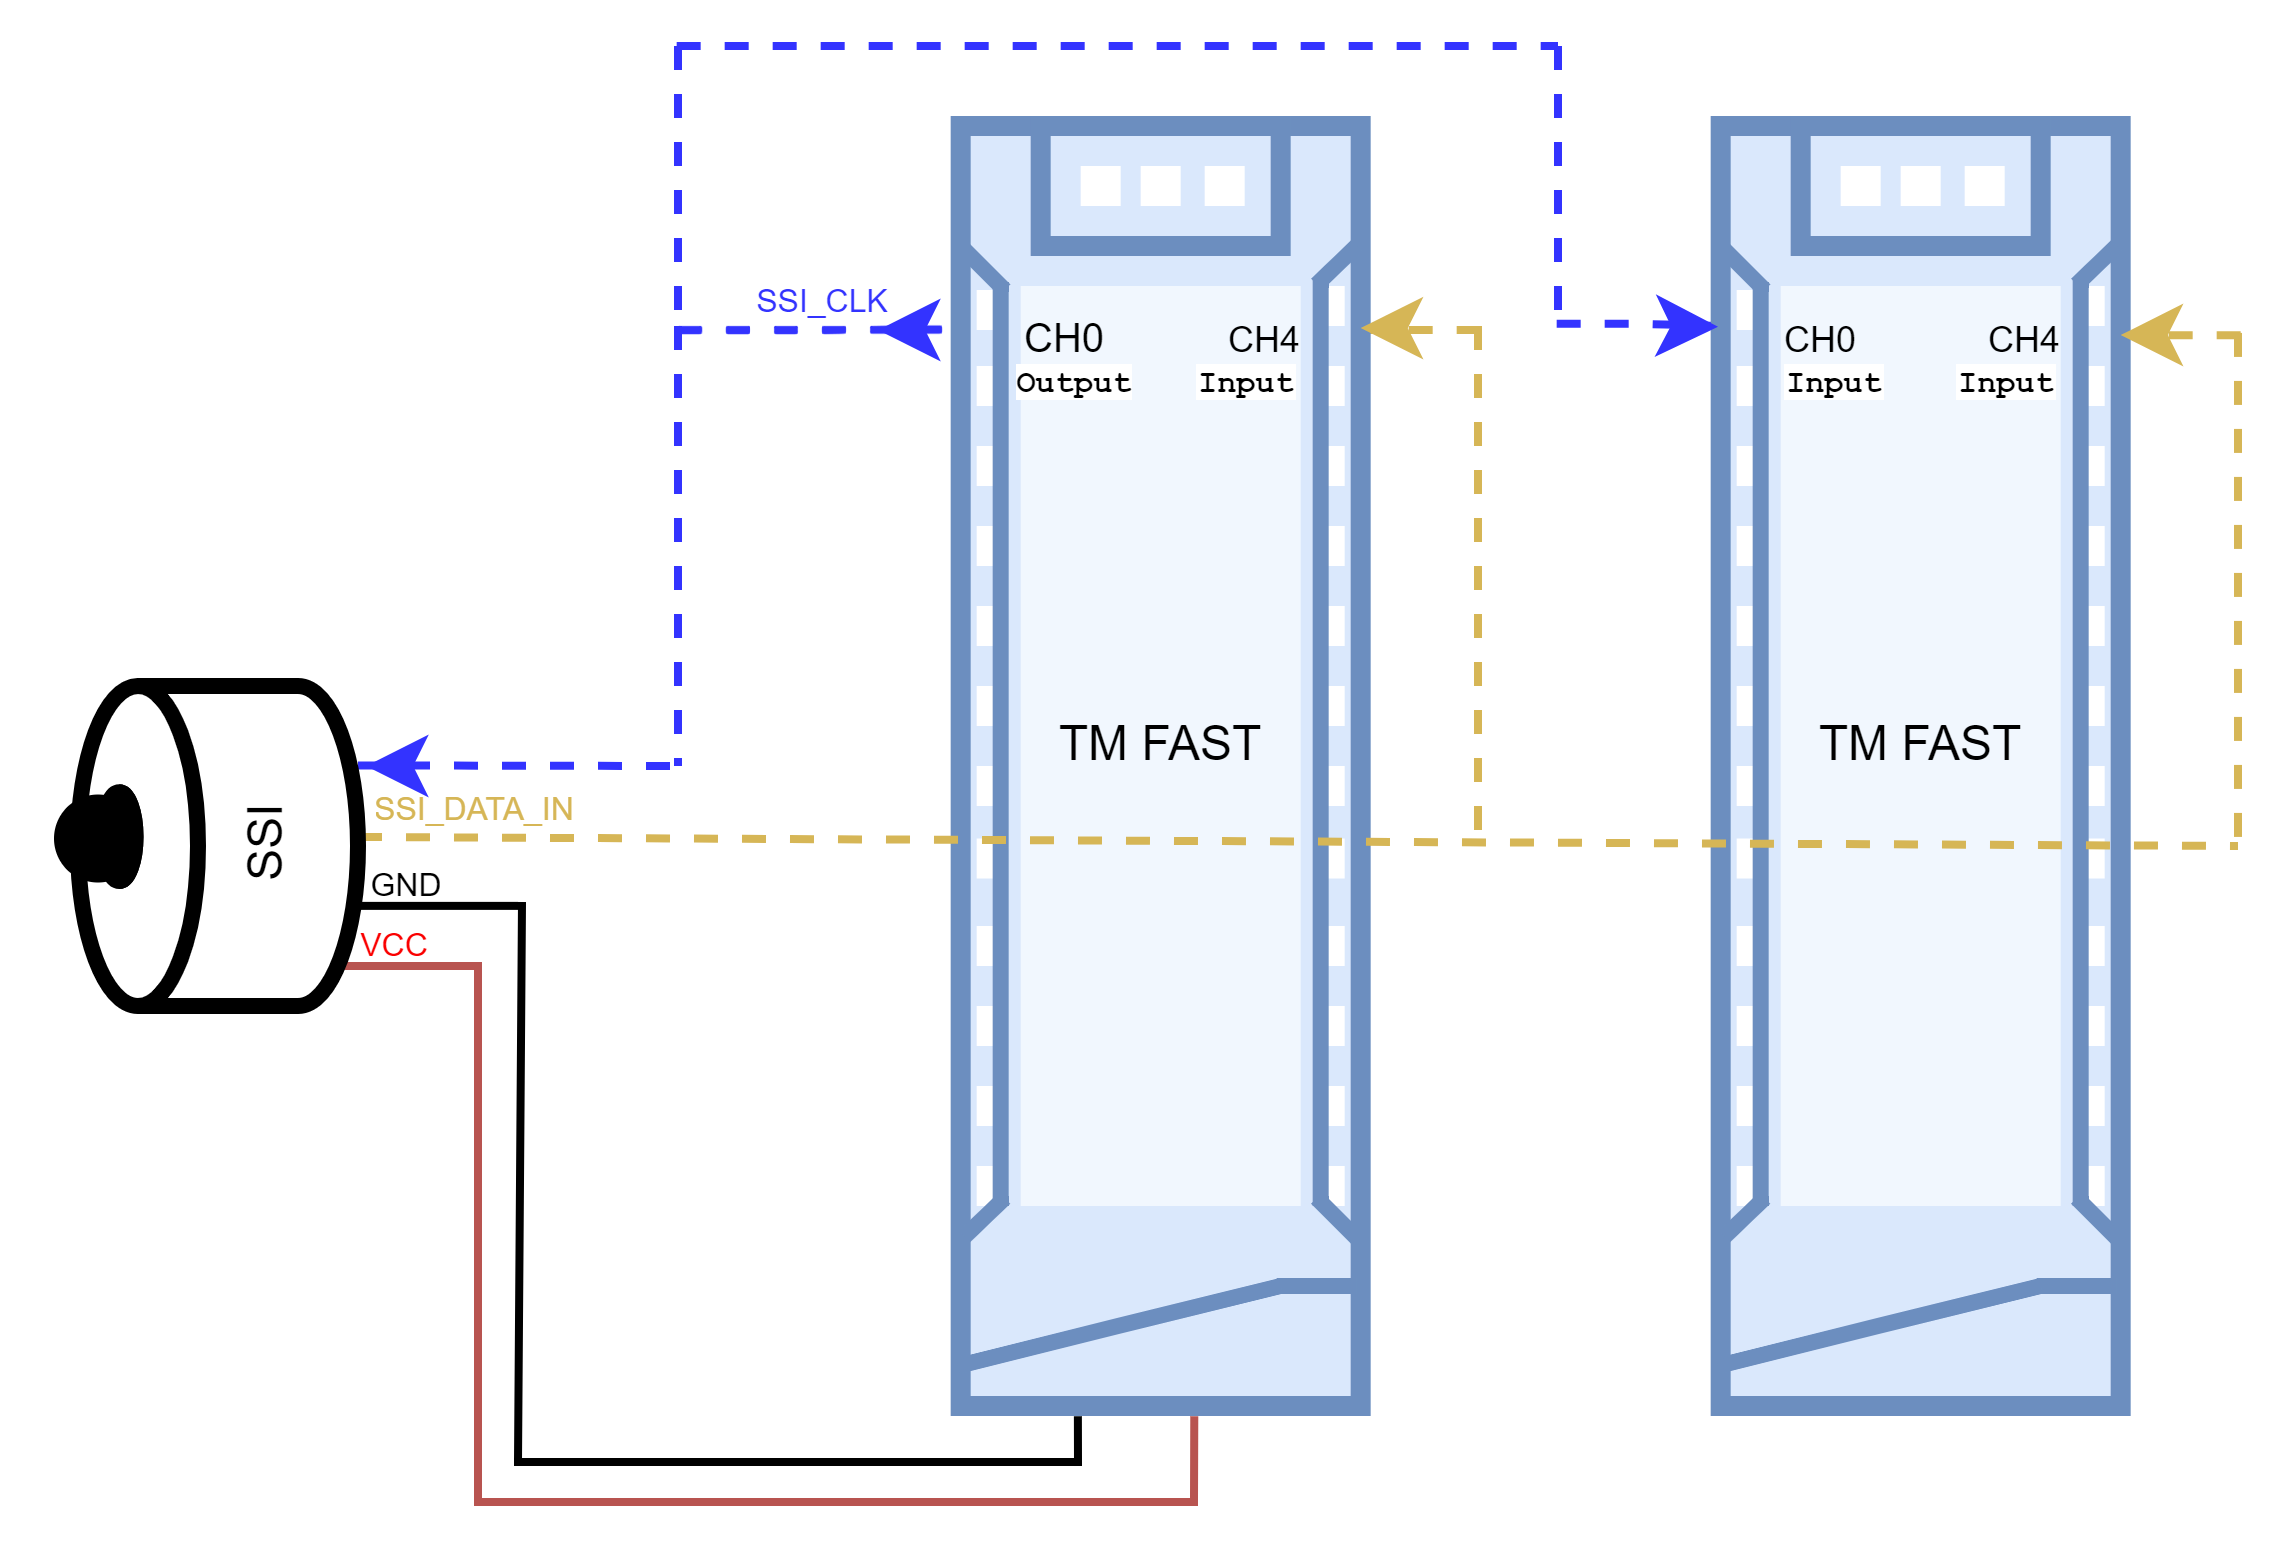 SSI_CLK
CH0
CH4
Output
Input
CH0
CH4
Input
Input
TM FAST
TM FAST
SSI
SSI_DATA_IN
GND
VCC